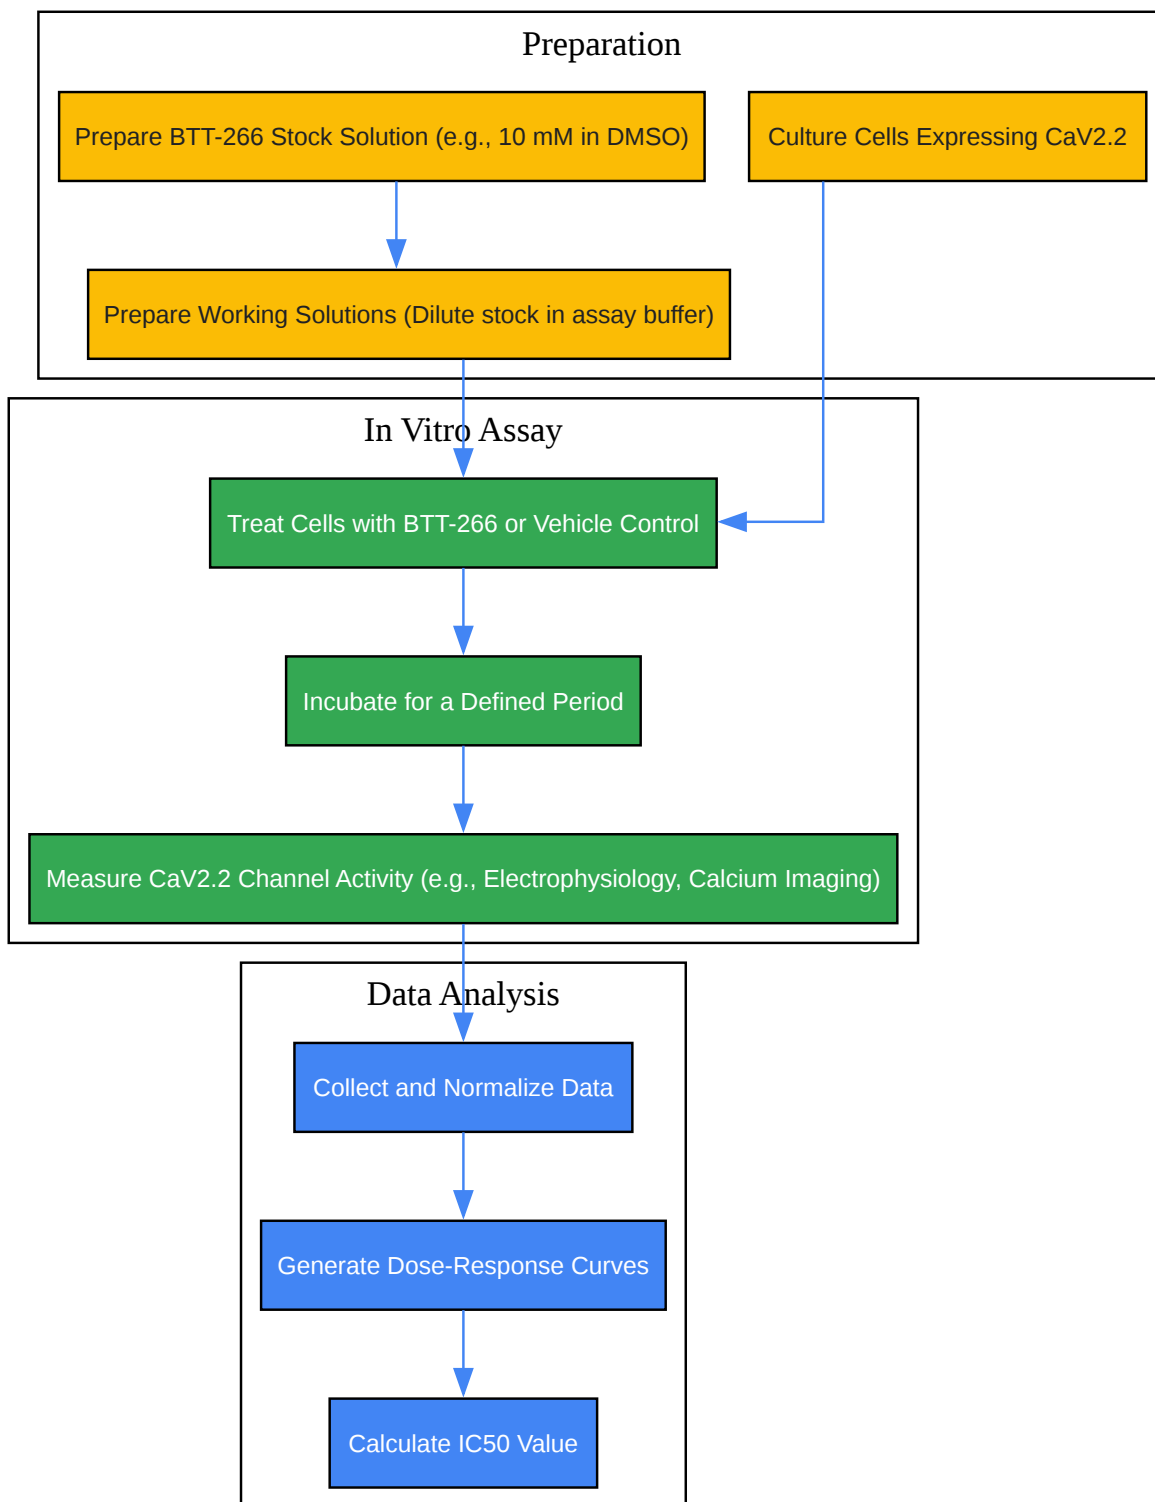 Preparation
Prepare BTT-266 Stock Solution (e.g., 10 mM in DMSO)
Culture Cells Expressing CaV2.2
Prepare Working Solutions (Dilute stock in assay buffer)
In Vitro Assay
Treat Cells with BTT-266 or Vehicle Control
Incubate for a Defined Period
Measure CaV2.2 Channel Activity (e.g., Electrophysiology, Calcium Imaging)
Data Analysis
Collect and Normalize Data
Generate Dose-Response Curves
Calculate IC50 Value